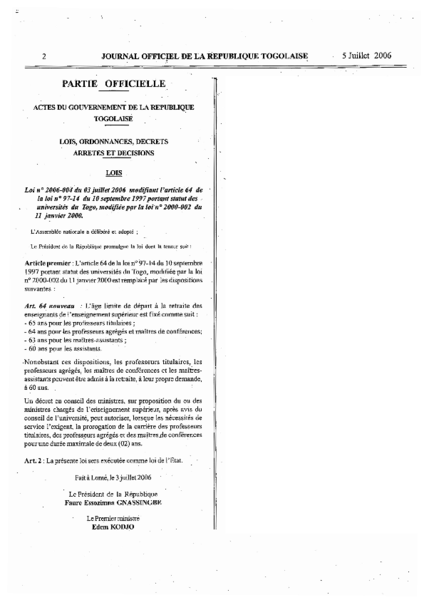 2 JOURNAL OFFICIEL DE LA REPUBLIQUE TOGOLAISE 5 Juillet 2006
PARTIE OFFICIELLE
ACTES DU GOUVERNEMENT DE LA REPUBLIQUE
TOGOLAISE
LOIS, ORDONNANCES, DECRETS
ARRETES ET DECISIONS
LOIS
Loi n° 2006-004 du 03 juillet 2006 modifiant l'article 64 de
la loi n° 97-14 du 10 septembre 1997 portant statut des
universités du Togo, modifiée par la loi n° 2000-002 du
11 janvier 2000.
L'Assemblée nationale a délibéré et adopté ;
Le Président de la République promulgue la loi dont la teneur suit :
Article premier : L'article 64 de la loi n° 97-14 du 10 septembre
1997 portant statut des universités du Togo, modifiée par la loi
n° 2000-002 du 11 janvier 2000 est remplacé par les dispositions
suivantes :
Art. 64 nouveau : L'âge limite de départ à la retraite des
enseignants de l'enseignement supérieur est fixé comme suit :
- 65 ans pour les professeurs titulaires ;
- 64 ans pour les professeurs agrégés et maîtres de conférences;
- 63 ans pour les maîtres-assistants ;
- 60 ans pour les assistants.
Nonobstant ces dispositions, les professeurs titulaires, les
professeurs agrégés, les maîtres de conférences et les maîtres-
assistants peuvent être admis à la retraite, à leur propre demande,
à 60 ans.
Un décret en conseil des ministres, sur proposition du ou des
ministres chargés de l'enseignement supérieur, après avis du
conseil de l'université, peut autoriser, lorsque les nécessités de
service l'exigent, la prorogation de la carrière des professeurs
titulaires, des professeurs agrégés et des maîtres de conférences
pour une durée maximale de deux (02) ans.
Art. 2 : La présente loi sera exécutée comme loi de l'Etat.
Fait à Lomé, le 3 juillet 2006
Le Président de la République
Faure Essozimna GNASSINGBE
Le Premier ministre
Edem KODJO